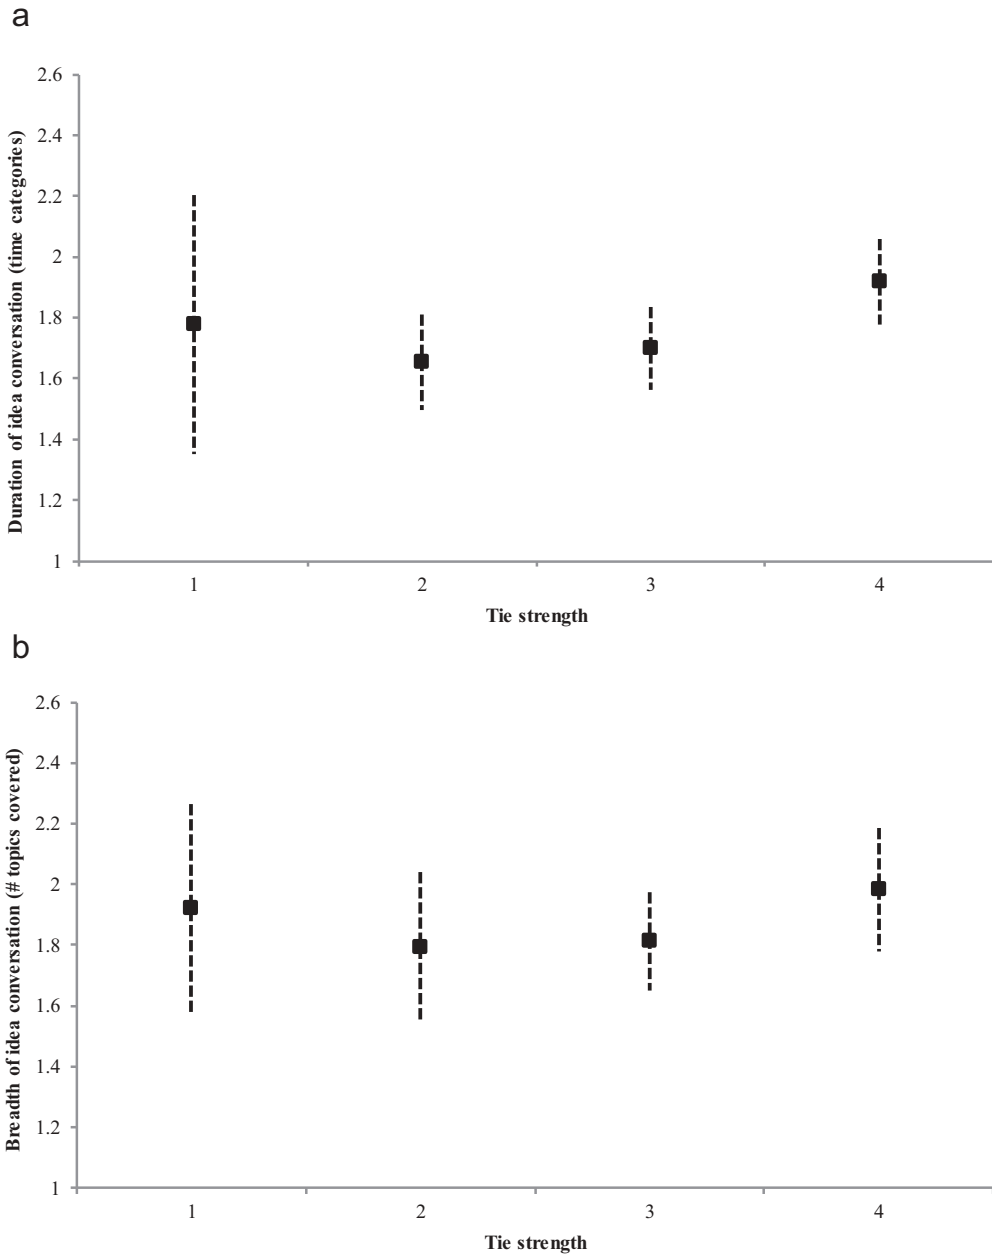 a
2.6
2.4
2.2
2
1.8
1.6
1.4
1.2
1
Duration of idea conversation (time categories)
1 2 3 4
Tie strength
b
2.6
2.4
2.2
2
1.8
1.6
1.4
1.2
1
Breadth of idea conversation (# topics covered)
1 2 3 4
Tie strength